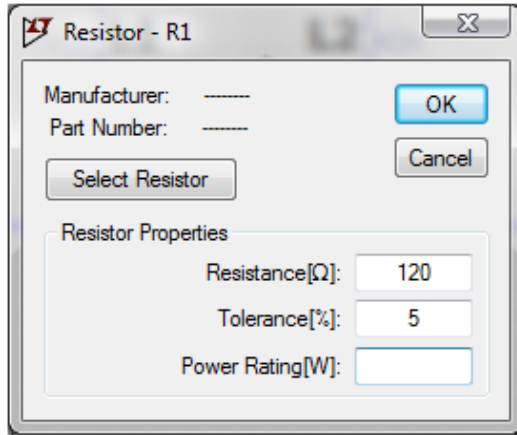 Resistor - R1
Manufacturer: --------
OK
Part Number: --------
Cancel
Select Resistor
Resistor Properties
Resistance[Ω]: 120
Tolerance[%]: 5
Power Rating[W]: